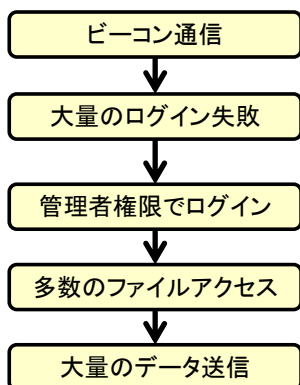 ビーコン通信
大量のログイン失敗
管理者権限でログイン
多数のファイルアクセス
大量のデータ送信